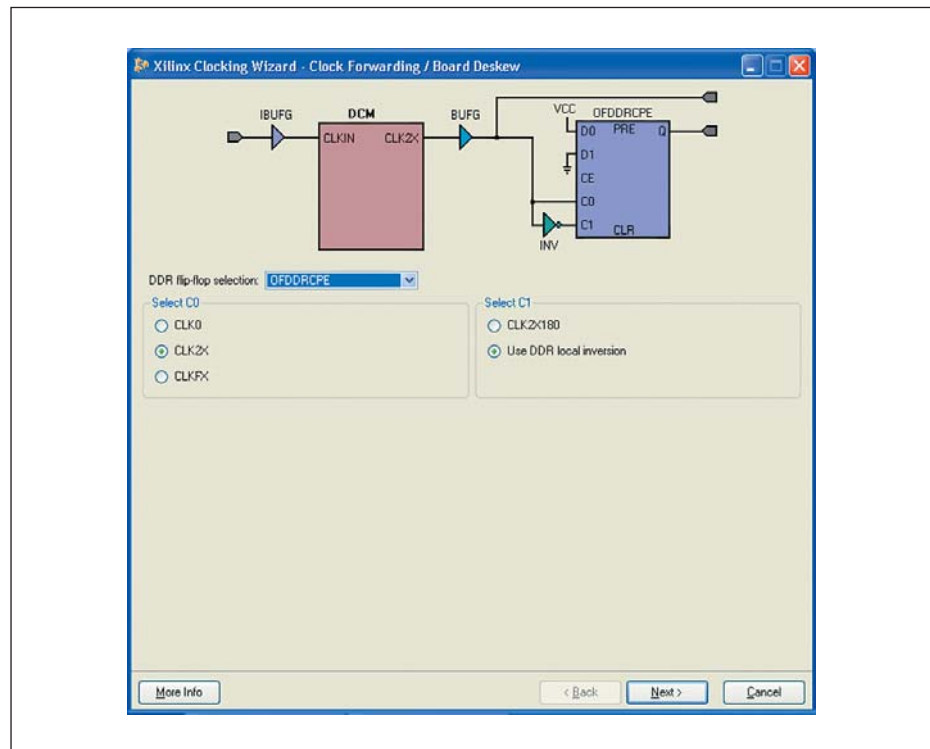 Xilinx Clocking Wizard - Clock Forwarding / Board Deskew
IBUFG
DCM
BUFG
VCC
OFDDRCPE
CLKIN
CLK2X
D0
PRE
Q
D1
CE
C0
C1
CLR
INV
DDR flip-flop selection: OFDDRCPE
Select C0
CLK0
CLK2X
CLKFX
Select C1
CLK2X180
Use DDR local inversion
More Info
< Back
Next >
Cancel